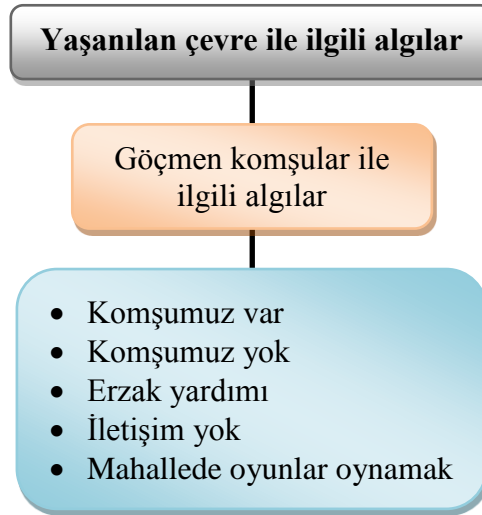 Yaşanılan çevre ile ilgili algılar
Göçmen komşular ile
ilgili algılar
• Komşumuz var
• Komşumuz yok
• Erzak yardımı
• İletişim yok
• Mahallede oyunlar oynamak